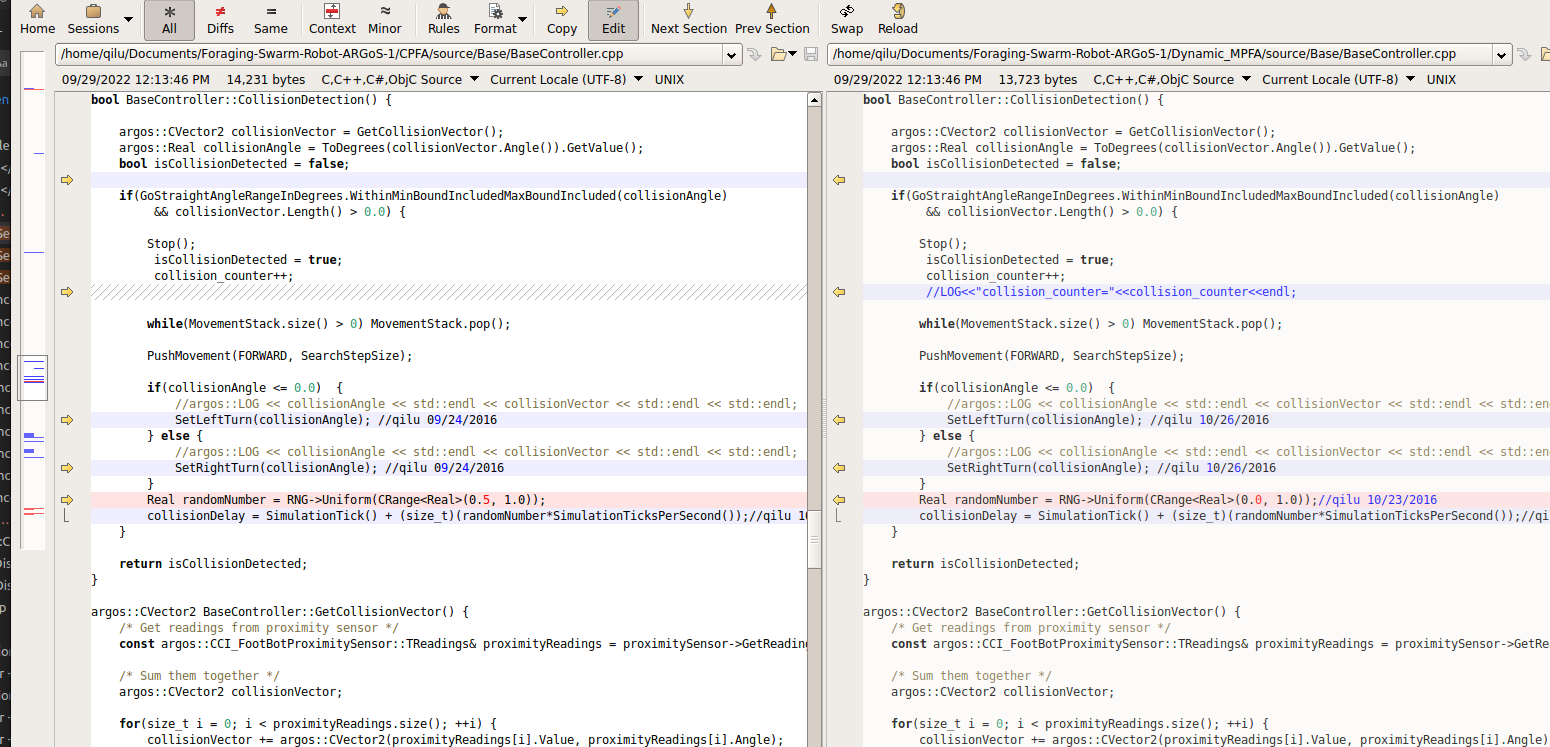 Home Sessions All Diffs Same Context Minor Rules Format Copy Edit Next Section Prev Section Swap Reload
/home/qilu/Documents/Foraging-Swarm-Robot-ARGoS-1/CPFA/source/Base/BaseController.cpp
09/29/2022 12:13:46 PM 14,231 bytes C,C++,C#,ObjC Source Current Locale (UTF-8) UNIX
bool BaseController::CollisionDetection() {
argos::CVector2 collisionVector = GetCollisionVector();
argos::Real collisionAngle = ToDegrees(collisionVector.Angle()).GetValue();
bool isCollisionDetected = false;
if(GoStraightAngleRangeInDegrees.WithinMinBoundIncludedMaxBoundIncluded(collisionAngle)
&& collisionVector.Length() > 0.0) {
Stop();
isCollisionDetected = true;
collision_counter++;
while(MovementStack.size() > 0) MovementStack.pop();
PushMovement(FORWARD, SearchStepSize);
if(collisionAngle <= 0.0)  {
//argos::LOG << collisionAngle << std::endl << collisionVector << std::endl << std::endl;
SetLeftTurn(collisionAngle); //qilu 09/24/2016
} else {
//argos::LOG << collisionAngle << std::endl << collisionVector << std::endl << std::endl;
SetRightTurn(collisionAngle); //qilu 09/24/2016
}
Real randomNumber = RNG->Uniform(CRange<Real>(0.5, 1.0));
collisionDelay = SimulationTick() + (size_t)(randomNumber*SimulationTicksPerSecond());//qilu 1
}
return isCollisionDetected;
}
argos::CVector2 BaseController::GetCollisionVector() {
/* Get readings from proximity sensor */
const argos::CCI_FootBotProximitySensor::TReadings& proximityReadings = proximitySensor->GetReading
/* Sum them together */
argos::CVector2 collisionVector;
for(size_t i = 0; i < proximityReadings.size(); ++i) {
collisionVector += argos::CVector2(proximityReadings[i].Value, proximityReadings[i].Angle);
/home/qilu/Documents/Foraging-Swarm-Robot-ARGoS-1/Dynamic_MPFA/source/Base/BaseController.cpp
09/29/2022 12:13:46 PM 13,723 bytes C,C++,C#,ObjC Source Current Locale (UTF-8) UNIX
bool BaseController::CollisionDetection() {
argos::CVector2 collisionVector = GetCollisionVector();
argos::Real collisionAngle = ToDegrees(collisionVector.Angle()).GetValue();
bool isCollisionDetected = false;
if(GoStraightAngleRangeInDegrees.WithinMinBoundIncludedMaxBoundIncluded(collisionAngle)
&& collisionVector.Length() > 0.0) {
Stop();
isCollisionDetected = true;
collision_counter++;
//LOG<<"collision_counter="<<collision_counter<<endl;
while(MovementStack.size() > 0) MovementStack.pop();
PushMovement(FORWARD, SearchStepSize);
if(collisionAngle <= 0.0)  {
//argos::LOG << collisionAngle << std::endl << collisionVector << std::endl << std::en
SetLeftTurn(collisionAngle); //qilu 10/26/2016
} else {
//argos::LOG << collisionAngle << std::endl << collisionVector << std::endl << std::en
SetRightTurn(collisionAngle); //qilu 10/26/2016
}
Real randomNumber = RNG->Uniform(CRange<Real>(0.0, 1.0));//qilu 10/23/2016
collisionDelay = SimulationTick() + (size_t)(randomNumber*SimulationTicksPerSecond());//qi
}
return isCollisionDetected;
}
argos::CVector2 BaseController::GetCollisionVector() {
/* Get readings from proximity sensor */
const argos::CCI_FootBotProximitySensor::TReadings& proximityReadings = proximitySensor->GetRe
/* Sum them together */
argos::CVector2 collisionVector;
for(size_t i = 0; i < proximityReadings.size(); ++i) {
collisionVector += argos::CVector2(proximityReadings[i].Value, proximityReadings[i].Angle)